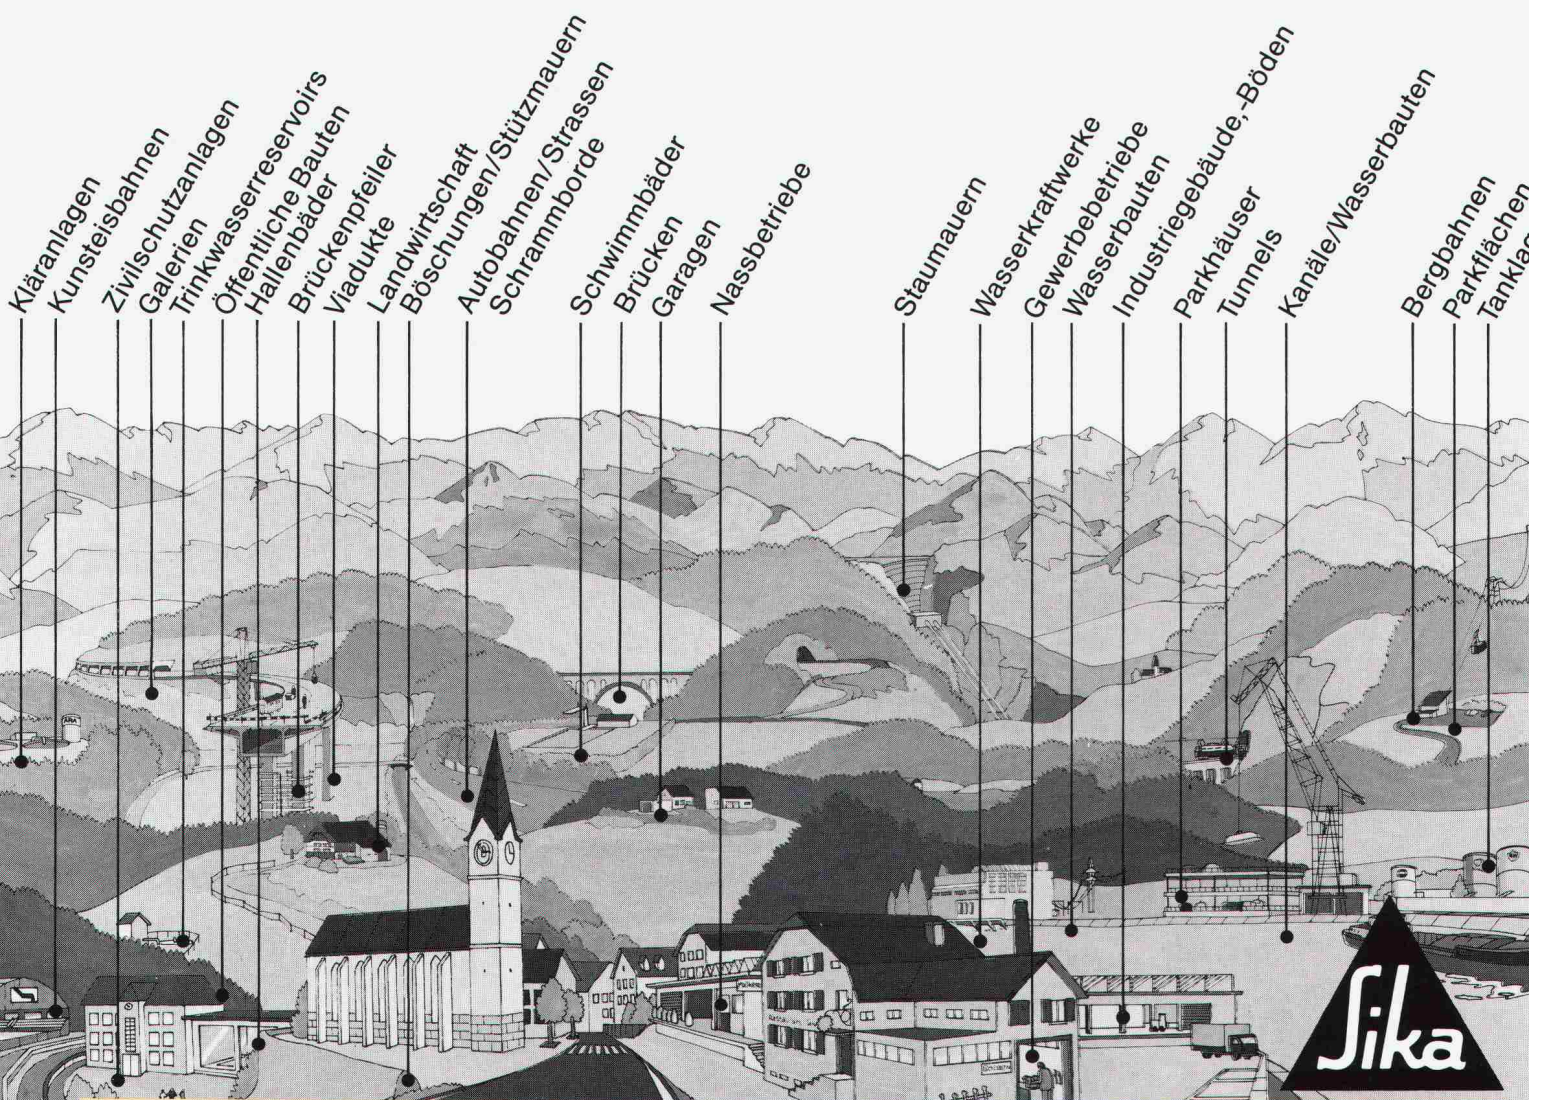 Kläranlagen
Kunsteisbahnen
Zivilschutzanlagen
Galerien
Trinkwasserreservoirs
Öffentliche Bauten
Hallenbäder
Brückenpfeiler
Viadukte
Landwirtschaft
Böschungen/Stützmauern
Autobahnen/Strassen
Schrammborde
Schwimmbäder
Brücken
Garagen
Nassbetriebe
Staumauern
Wasserkraftwerke
Gewerbebetriebe
Wasserbauten
Industriegebäude,-Böden
Parkhäuser
Tunnels
Kanäle/Wasserbauten
Bergbahnen
Parkflächen
Tankla
Sika